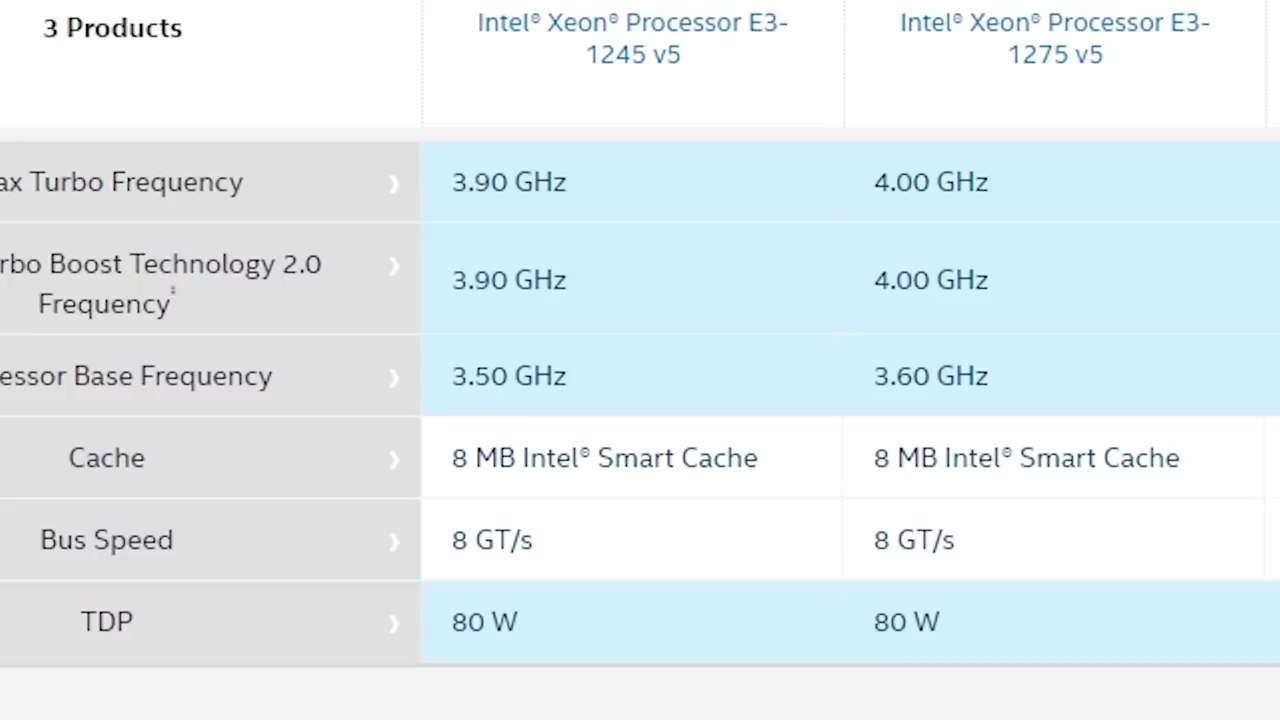 3 Products
Intel® Xeon® Processor E3-
1245 v5
Intel® Xeon® Processor E3-
1275 v5
ax Turbo Frequency 3.90 GHz 4.00 GHz
rbo Boost Technology 2.0
Frequency‡ 3.90 GHz 4.00 GHz
essor Base Frequency 3.50 GHz 3.60 GHz
Cache 8 MB Intel® Smart Cache 8 MB Intel® Smart Cache
Bus Speed 8 GT/s 8 GT/s
TDP 80 W 80 W